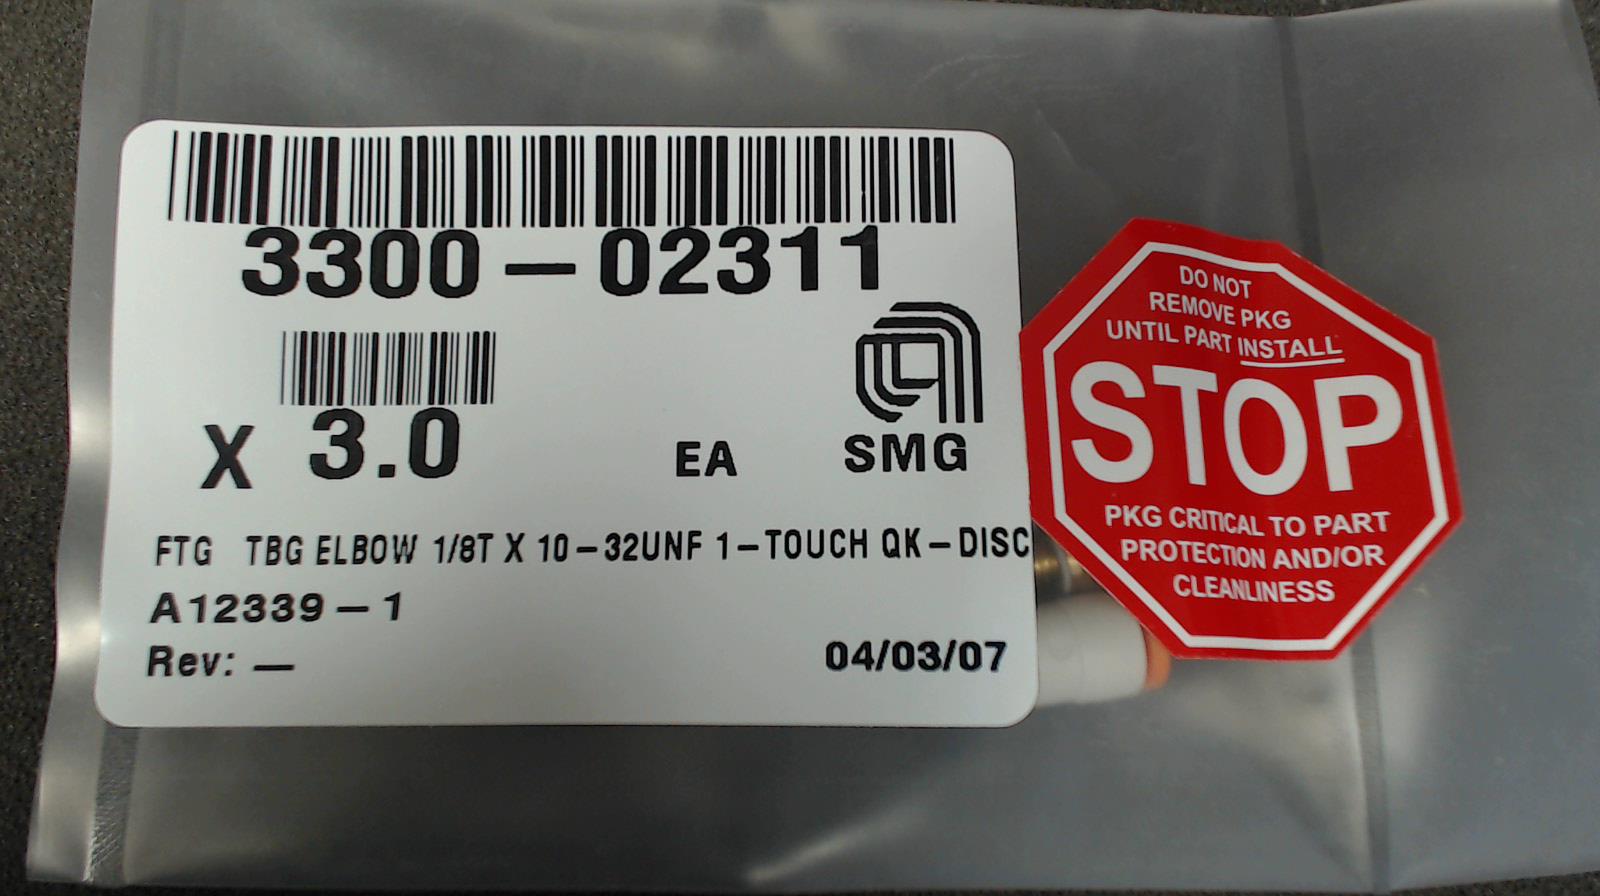 3300-02311
X 3.0 EA SMG
FTG TBG ELBOW 1/8T X 10-32UNF 1-TOUCH QK-DISC
A12339-1
Rev: —
04/03/07
DO NOT
REMOVE PKG
UNTIL PART INSTALL
STOP
PKG CRITICAL TO PART
PROTECTION AND/OR
CLEANLINESS